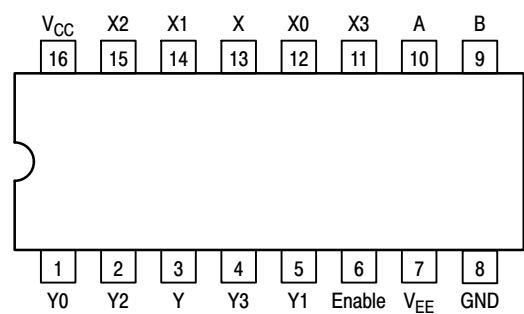 VCC X2 X1 X X0 X3 A B
16 15 14 13 12 11 10 9
1 2 3 4 5 6 7 8
Y0 Y2 Y Y3 Y1 Enable VEE GND